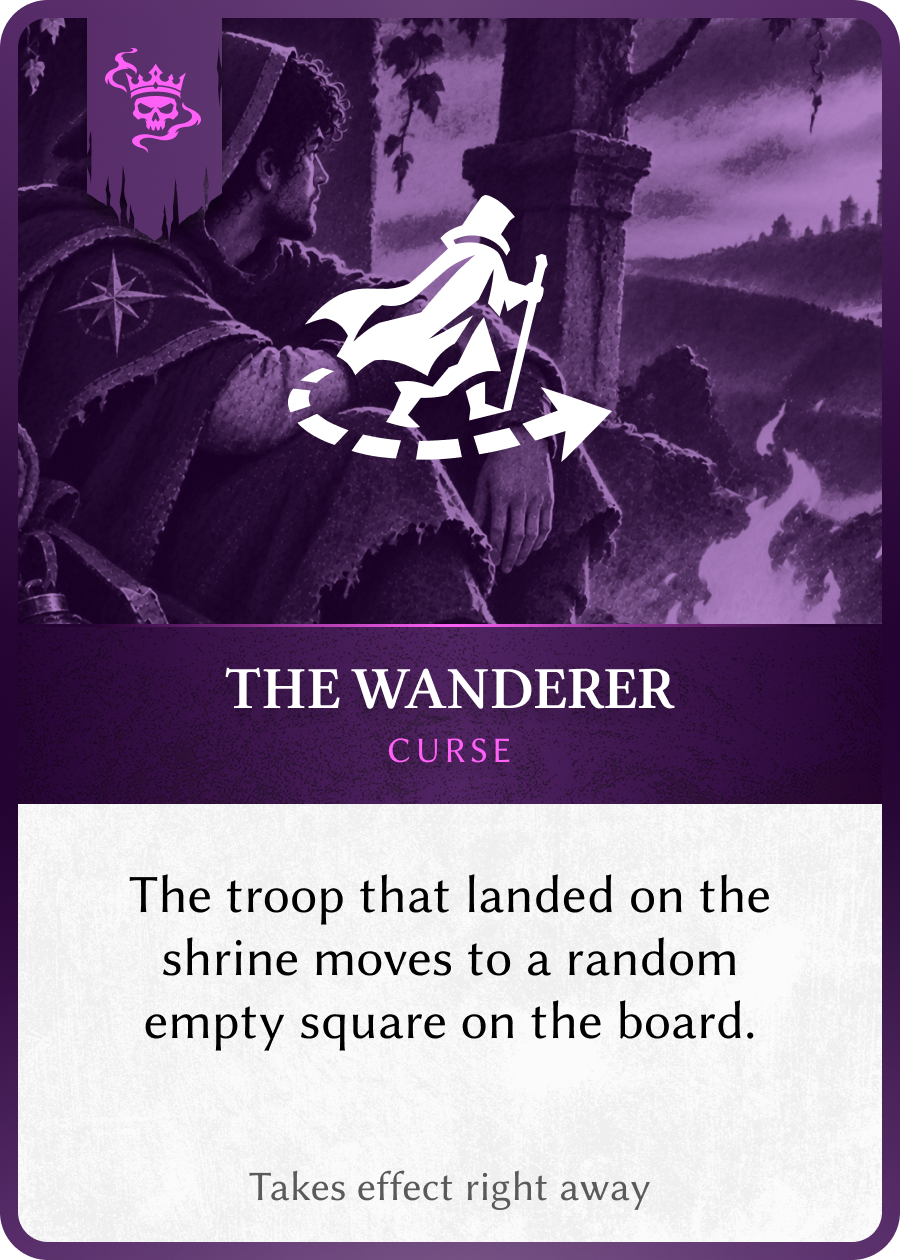 THE WANDERER
CURSE
The troop that landed on the
shrine moves to a random
empty square on the board.
Takes effect right away